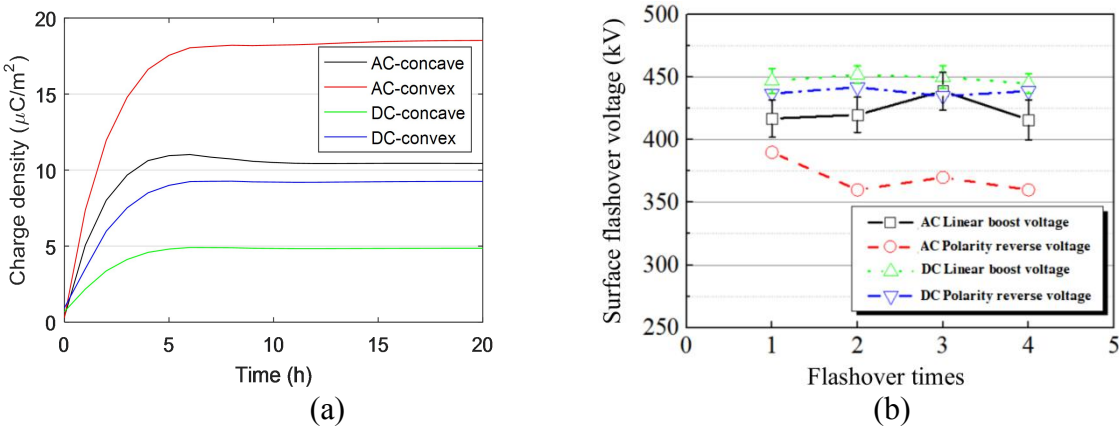 20
15
10
5
0
0
5
10
15
20
Charge density (μC/m²)
Time (h)
AC-concave
AC-convex
DC-concave
DC-convex
(a)
500
450
400
350
300
250
0
1
2
3
4
5
Surface flashover voltage (kV)
Flashover times
AC Linear boost voltage
AC Polarity reverse voltage
DC Linear boost voltage
DC Polarity reverse voltage
(b)